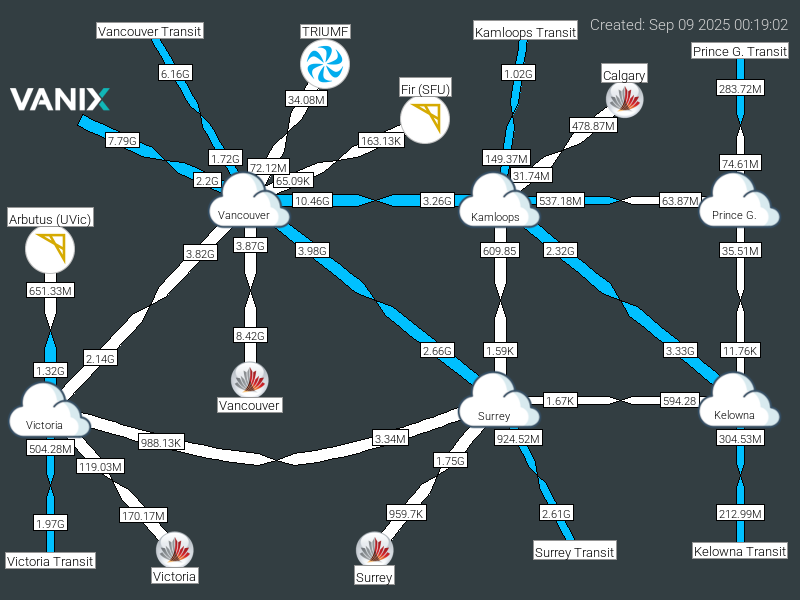 Created: Sep 09 2025 00:19:02
Vancouver Transit
TRIUMF
Kamloops Transit
Prince G. Transit
6.16G
1.02G
Calgary
Fir (SFU)
283.72M
VANIX
34.08M
478.87M
7.79G
163.13K
1.72G
149.37M
74.61M
72.12M
31.74M
2.2G
65.09K
10.46G
3.26G
537.18M
63.87M
Arbutus (UVic)
Vancouver
Kamloops
Prince G.
3.82G
3.87G
3.98G
609.85
2.32G
35.51M
651.33M
8.42G
2.14G
2.66G
1.59K
3.33G
11.76K
1.32G
Vancouver
1.67K
594.28
Victoria
Surrey
Kelowna
988.13K
3.34M
924.52M
304.53M
504.28M
119.03M
1.75G
1.97G
170.17M
959.7K
2.61G
212.99M
Victoria Transit
Victoria
Surrey
Surrey Transit
Kelowna Transit